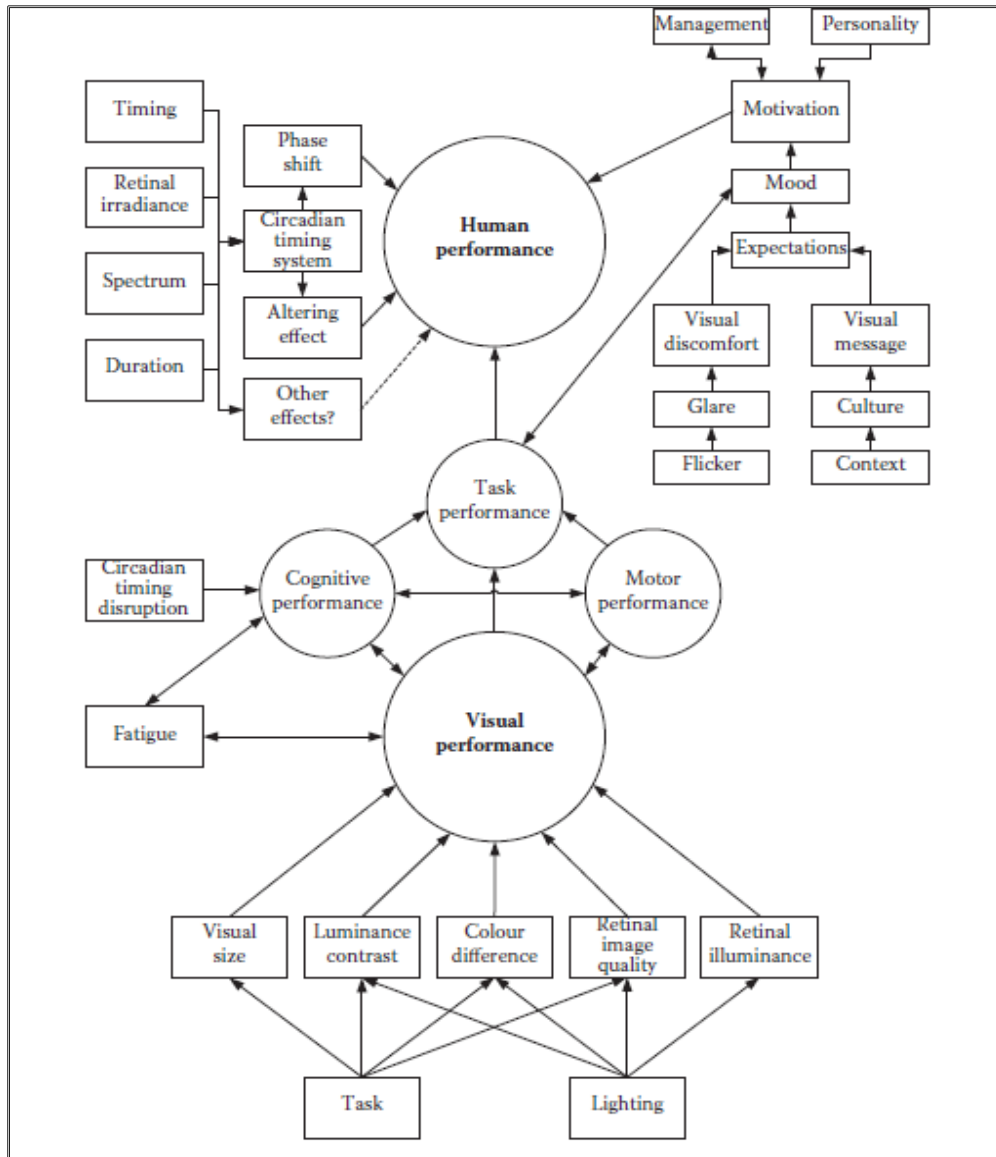 Management
Personality
Timing
Motivation
Phase
shift
Retinal
irradiance
Mood
Circadian
timing
system
Human
performance
Expectations
Spectrum
Altering
effect
Visual
discomfort
Visual
message
Duration
Other
effects?
Glare
Culture
Flicker
Context
Task
performance
Circadian
timing
disruption
Cognitive
performance
Motor
performance
Fatigue
Visual
performance
Visual
size
Luminance
contrast
Colour
difference
Retinal
image
quality
Retinal
illuminance
Task
Lighting